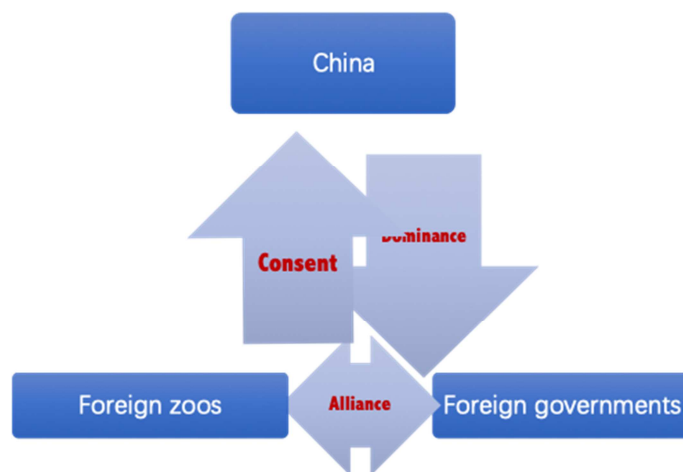 China
Dominance
Consent
Foreign zoos
Alliance
Foreign governments